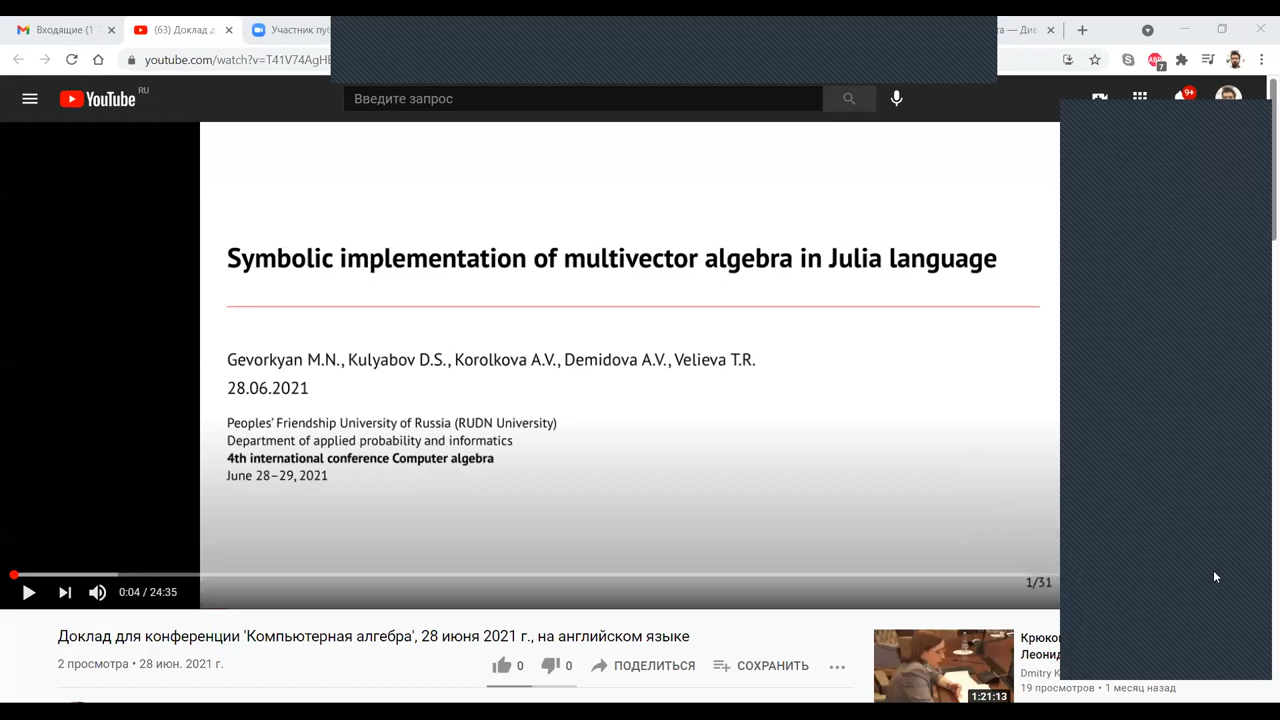 Входящие (1
(63) Доклад д
Участник пу
та — Ди
youtube.com/watch?v=T41V74AgH
7
YouTube RU
Введите запрос
9+
Symbolic implementation of multivector algebra in Julia language
Gevorkyan M.N., Kulyabov D.S., Korolkova A.V., Demidova A.V., Velieva T.R.
28.06.2021
Peoples' Friendship University of Russia (RUDN University)
Department of applied probability and informatics
4th international conference Computer algebra
June 28–29, 2021
1/31
0:04 / 24:35
Доклад для конференции 'Компьютерная алгебра', 28 июня 2021 г., на английском языке
2 просмотра • 28 июн. 2021 г.
0
0
ПОДЕЛИТЬСЯ
СОХРАНИТЬ
1:21:13
Крюко
Леонид
Dmitry K
19 просмотров • 1 месяц назад